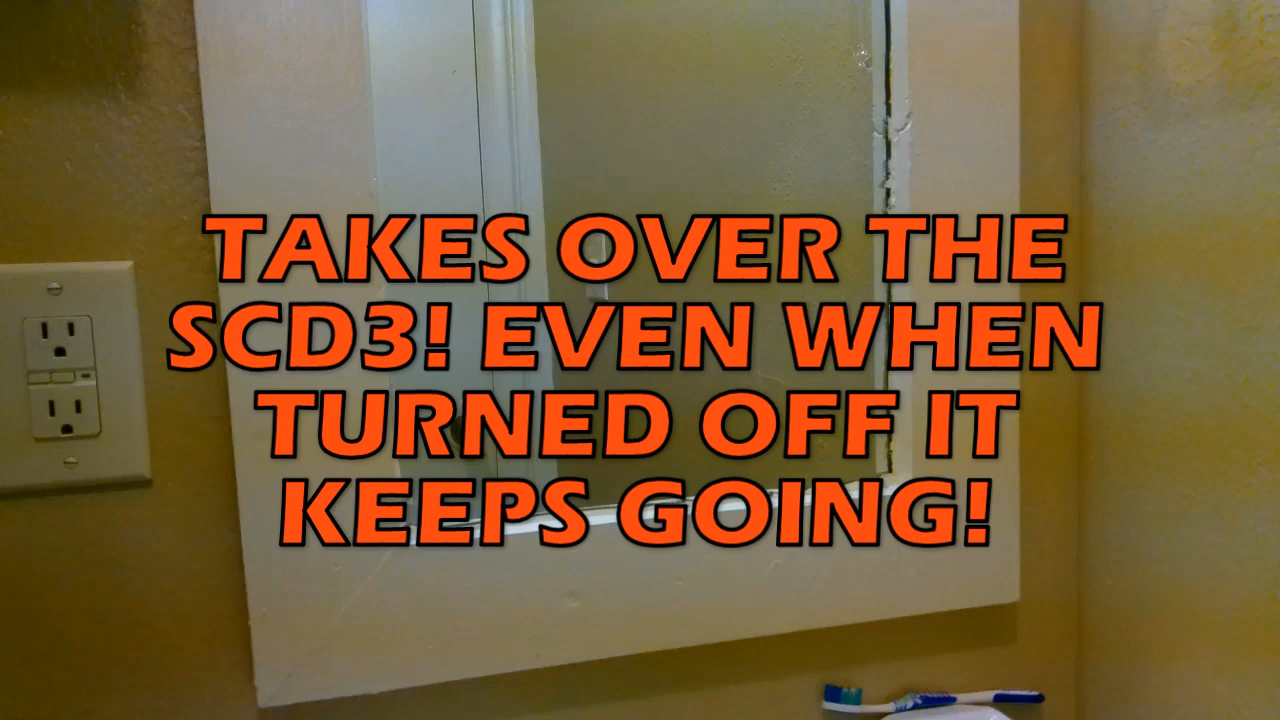 TAKES OVER THE
SCD3! EVEN WHEN
TURNED OFF IT
KEEPS GOING!